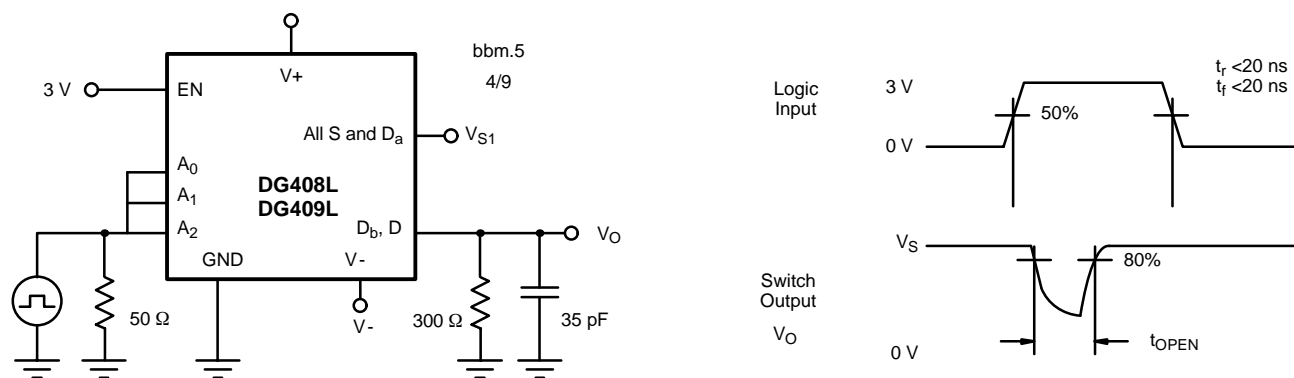 V+
bbm.5
4/9
3 V
EN
V+
All S and Da
VS1
A0
A1
A2
DG408L
DG409L
Db, D
VO
GND
V-
V-
50 Ω
300 Ω
35 pF
Logic
Input
3 V
0 V
50%
tr <20 ns
tf <20 ns
VS
80%
Switch
Output
VO
0 V
tOPEN